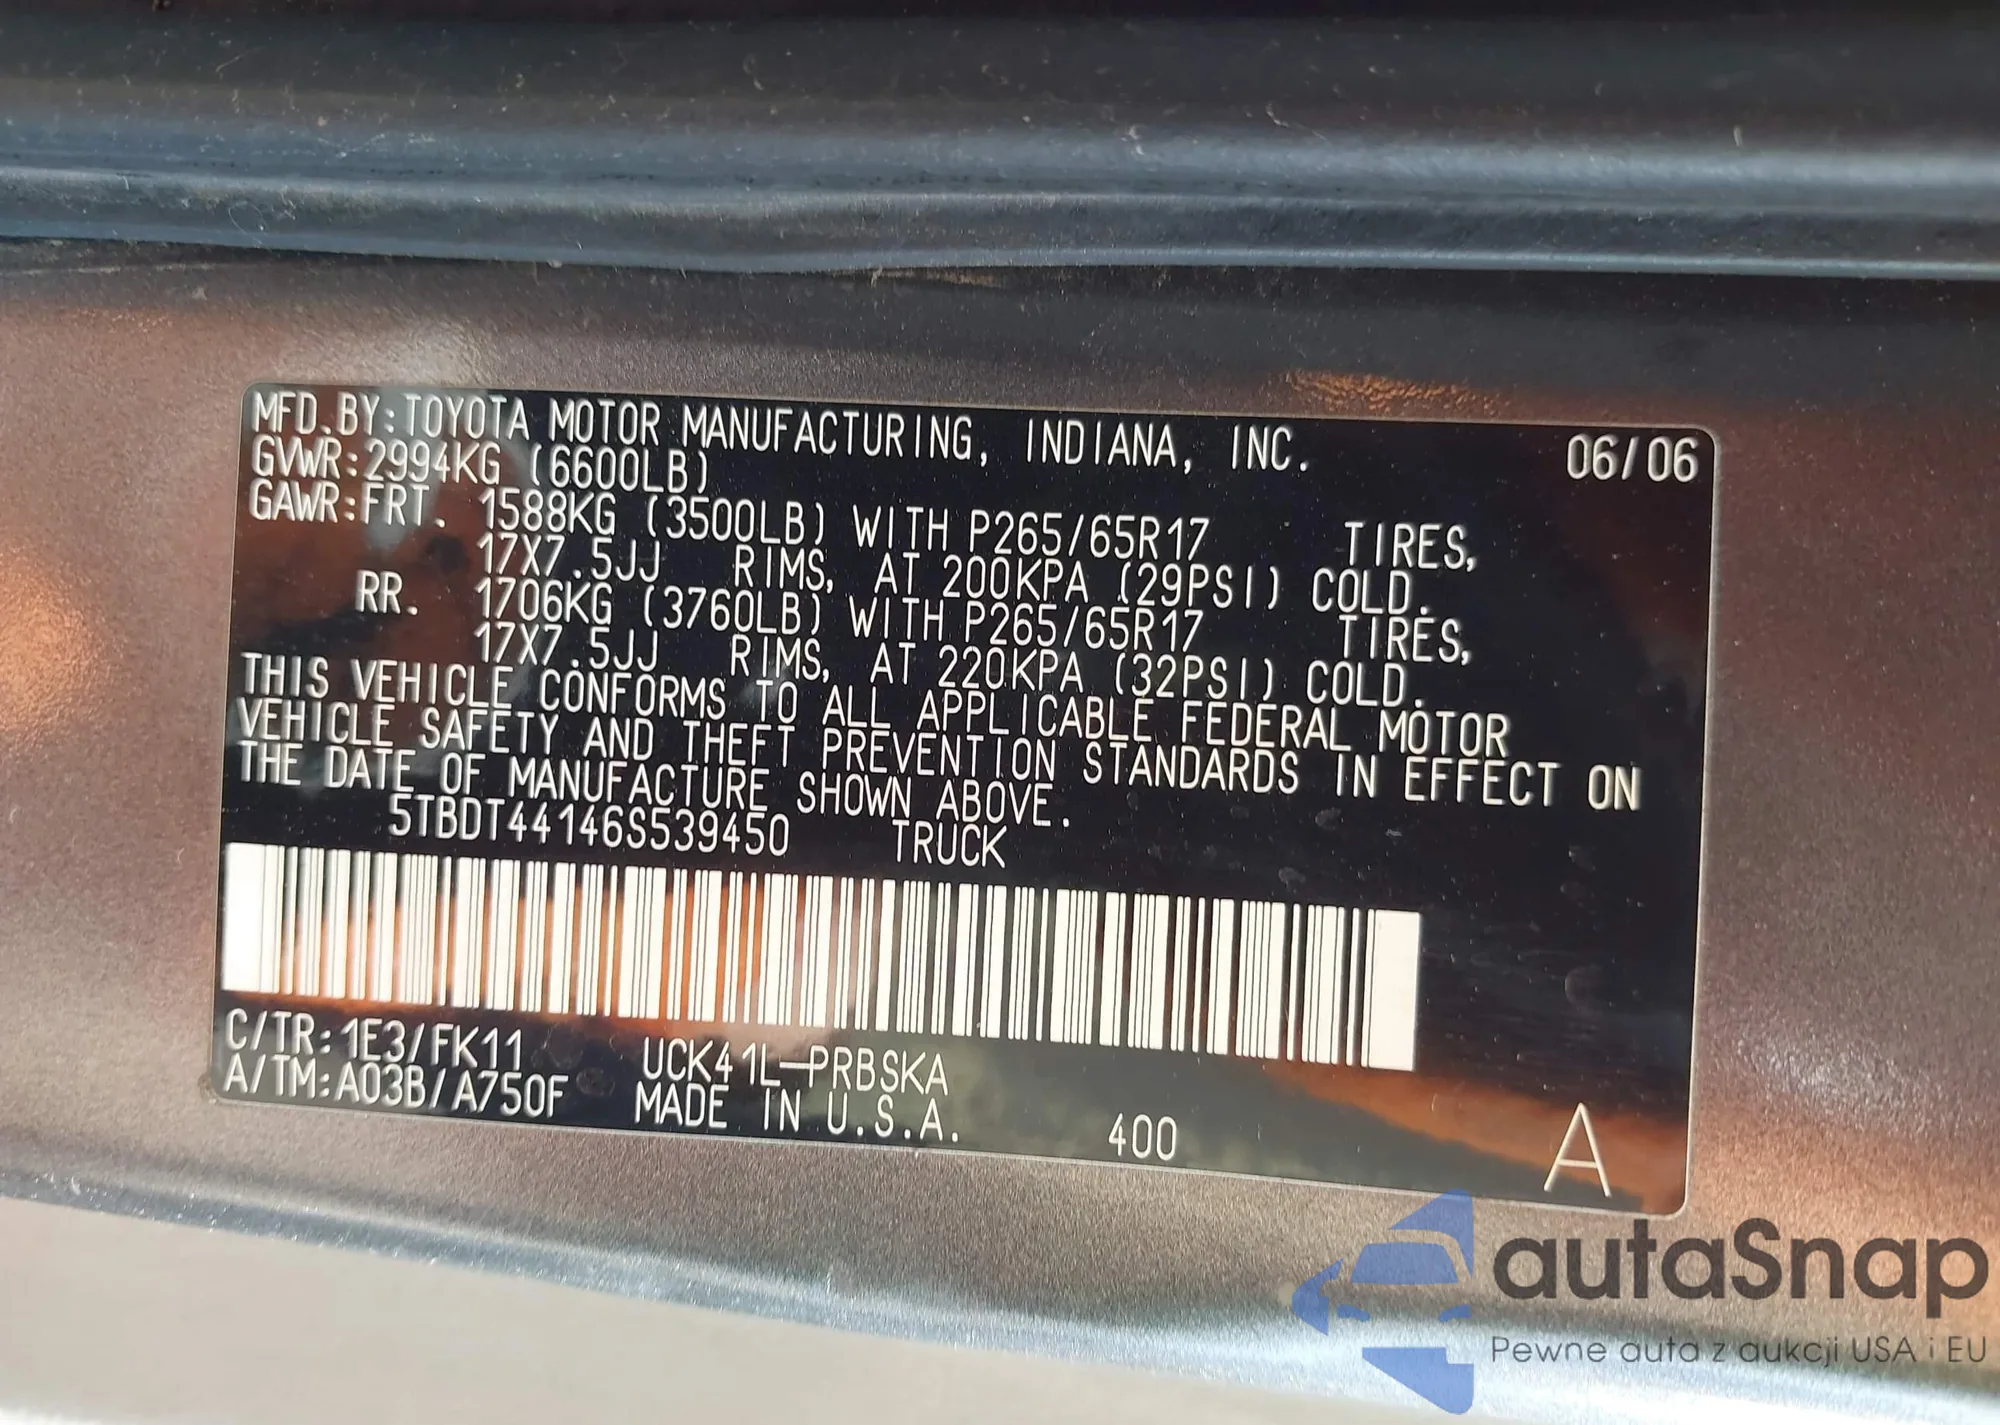 MFD.BY:TOYOTA MOTOR MANUFACTURING, INDIANA, INC. 06/06
GVWR:2994KG (6600LB)
GAWR:FRT. 1588KG (3500LB) WITH P265/65R17 TIRES,
17X7.5JJ RIMS, AT 200KPA (29PSI) COLD.
RR. 1706KG (3760LB) WITH P265/65R17 TIRES,
17X7.5JJ RIMS, AT 220KPA (32PSI) COLD.
THIS VEHICLE CONFORMS TO ALL APPLICABLE FEDERAL MOTOR
VEHICLE SAFETY AND THEFT PREVENTION STANDARDS IN EFFECT ON
THE DATE OF MANUFACTURE SHOWN ABOVE.
5TBDT44146S539450 TRUCK
C/TR:1E3/FK11 UCK41L-PRBSKA
A/TM:A03B/A750F MADE IN U.S.A. 400 A
autaSnap
Pewne auta z aukcji USA i EU